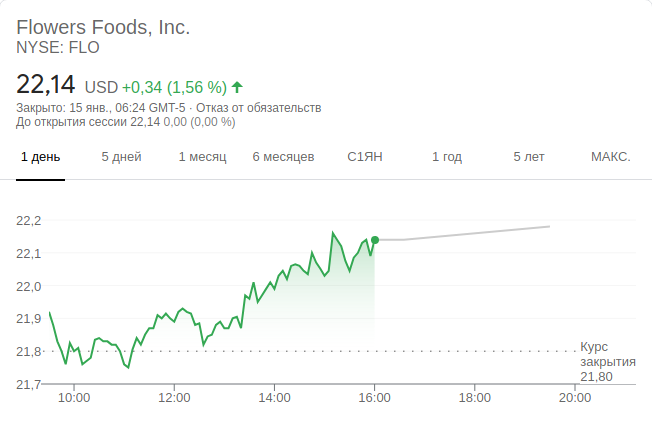 Flowers Foods, Inc.
NYSE: FLO
22,14 USD +0,34 (1,56 %)
Закрыто: 15 янв., 06:24 GMT-5 · Отказ от обязательств
До открытия сессии 22,14 0,00 (0,00 %)
1 день 5 дней 1 месяц 6 месяцев С1ЯН 1 год 5 лет МАКС.
22,2
22,1
22,0
21,9
21,8
21,7
Курс
закрытия
21,80
10:00 12:00 14:00 16:00 18:00 20:00